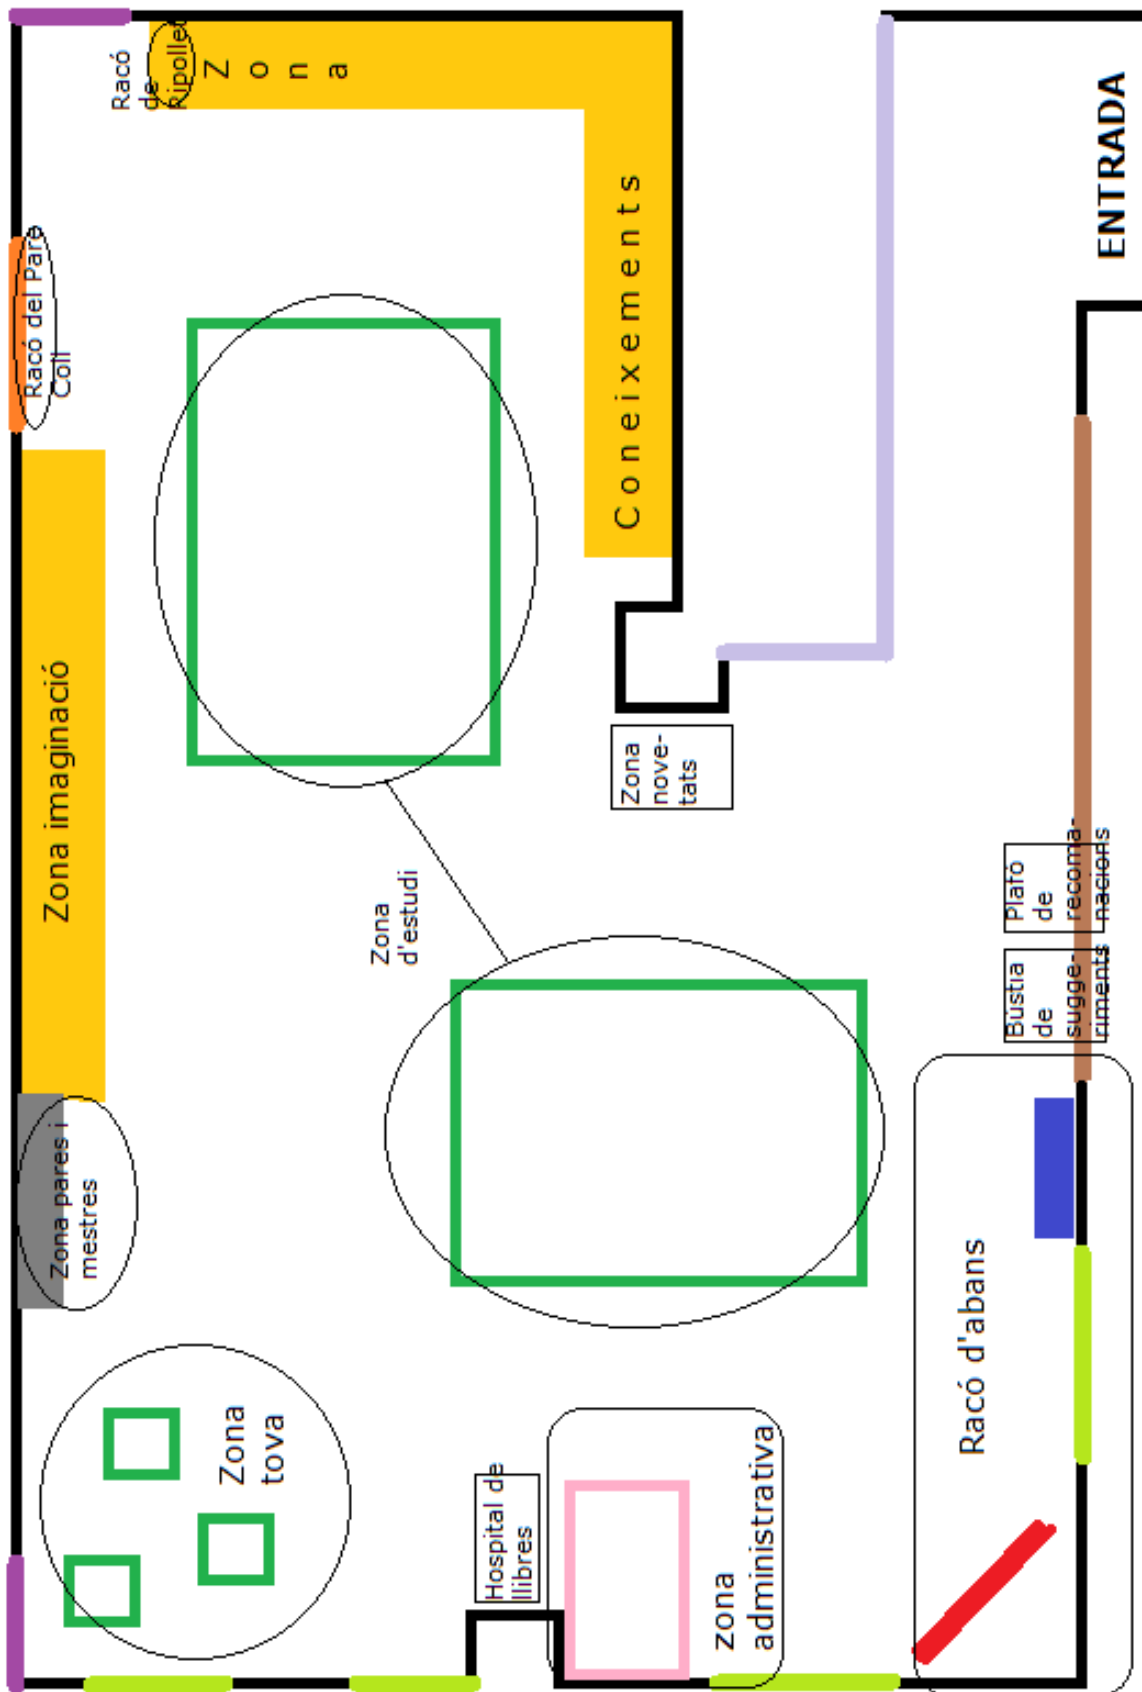 Racó
de
Ripollet
Zona
Coneixements
ENTRADA
Racó del Pare
Coll
Zona imaginació
Zona
nove-
tats
Zona
d'estudi
Plafó
de
recoma-
nacions
Bústia
de
sugge-
riments
Zona pares i
mestres
Zona
tova
Hospital de
llibres
zona
administrativa
Racó d'abans